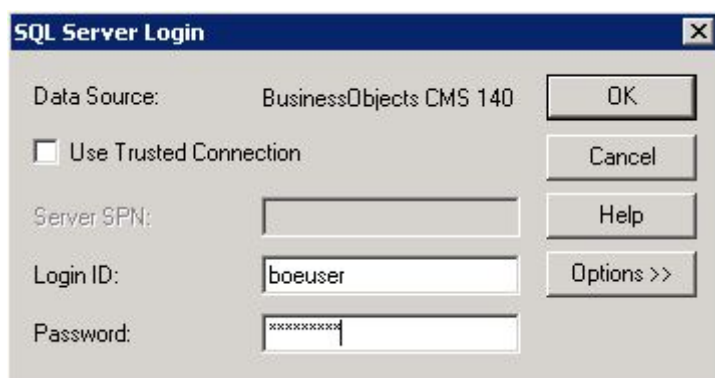 SQL Server Login
Data Source: BusinessObjects CMS 140 OK
Use Trusted Connection Cancel
Server SPN: Help
Login ID: boeuser Options >>
Password: *********